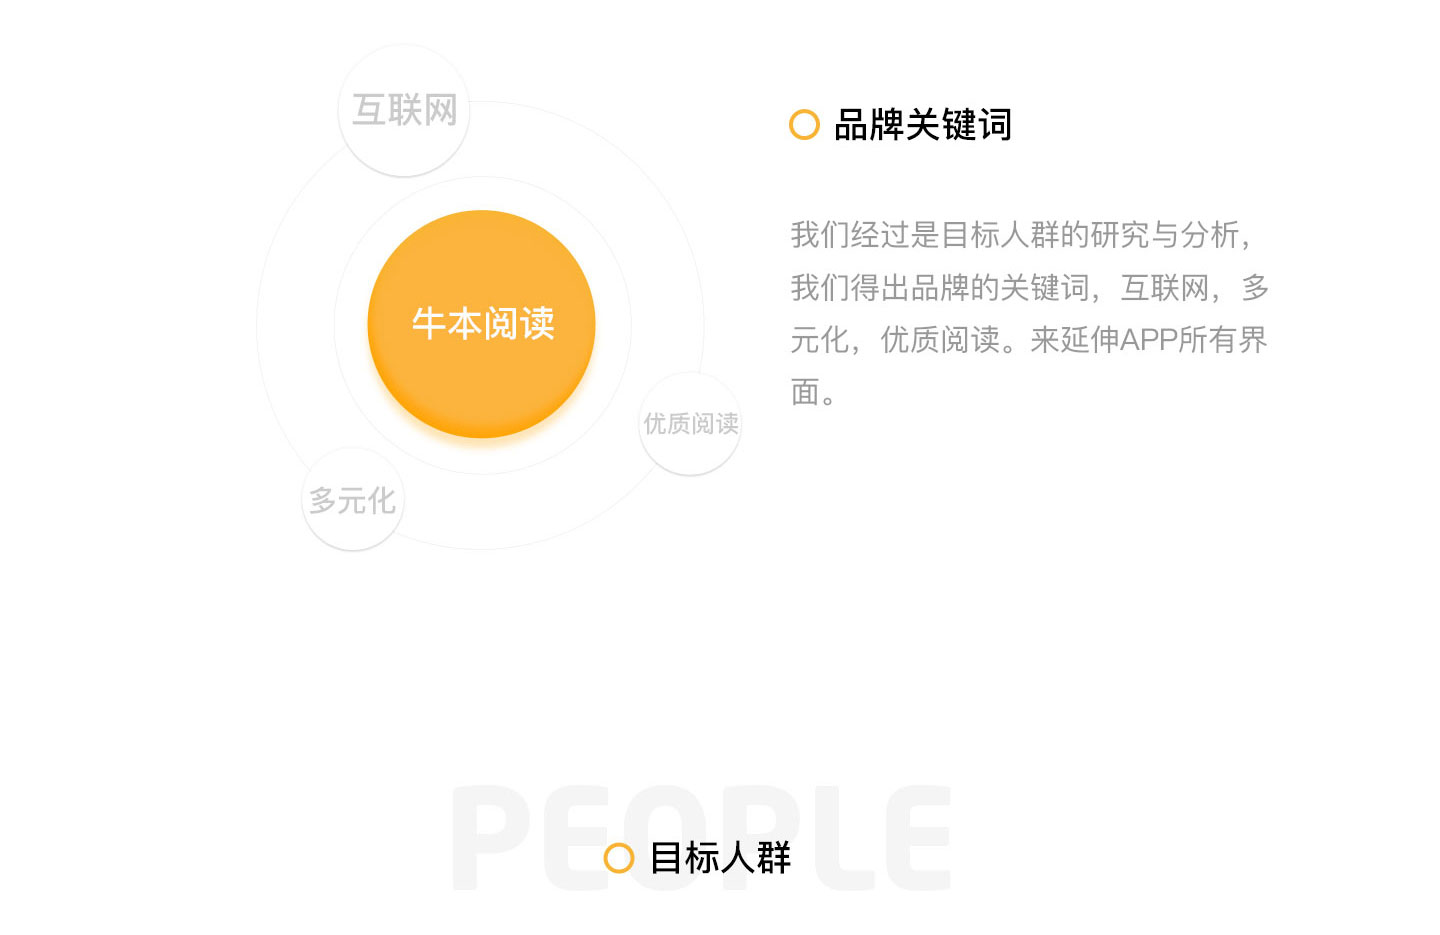 互联网
牛本阅读
优质阅读
多元化
品牌关键词
我们经过是目标人群的研究与分析，
我们得出品牌的关键词，互联网，多
元化，优质阅读。来延伸APP所有界
面。
PEOPLE
目标人群